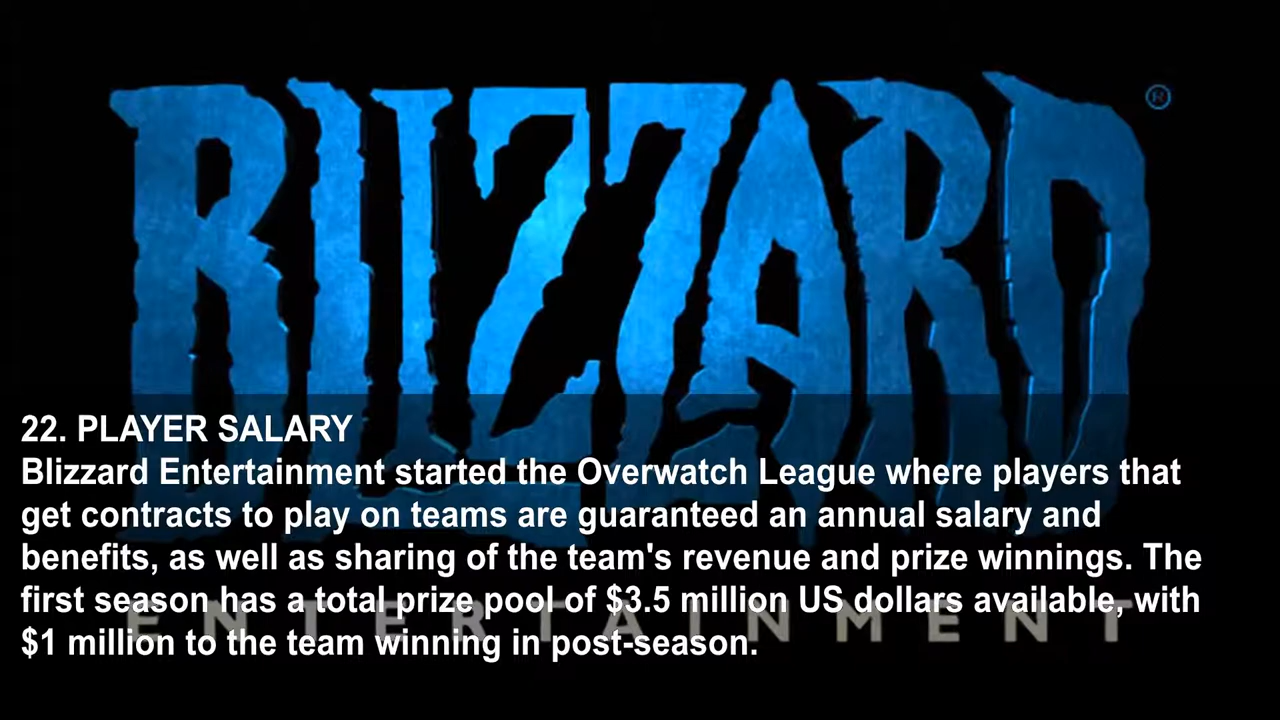 BLIZZARD ®
22. PLAYER SALARY
Blizzard Entertainment started the Overwatch League where players that
get contracts to play on teams are guaranteed an annual salary and
benefits, as well as sharing of the team's revenue and prize winnings. The
first season has a total prize pool of $3.5 million US dollars available, with
$1 million to the team winning in post-season.
ENTERTAINMENT